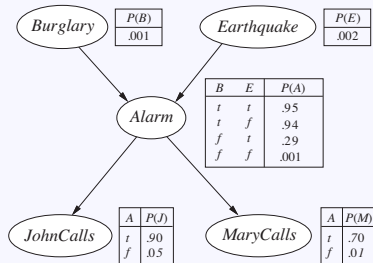 Burglary
P(B)
.001
Earthquake
P(E)
.002
Alarm
B E P(A)
t t .95
t f .94
f t .29
f f .001
JohnCalls
A P(J)
t .90
f .05
MaryCalls
A P(M)
t .70
f .01